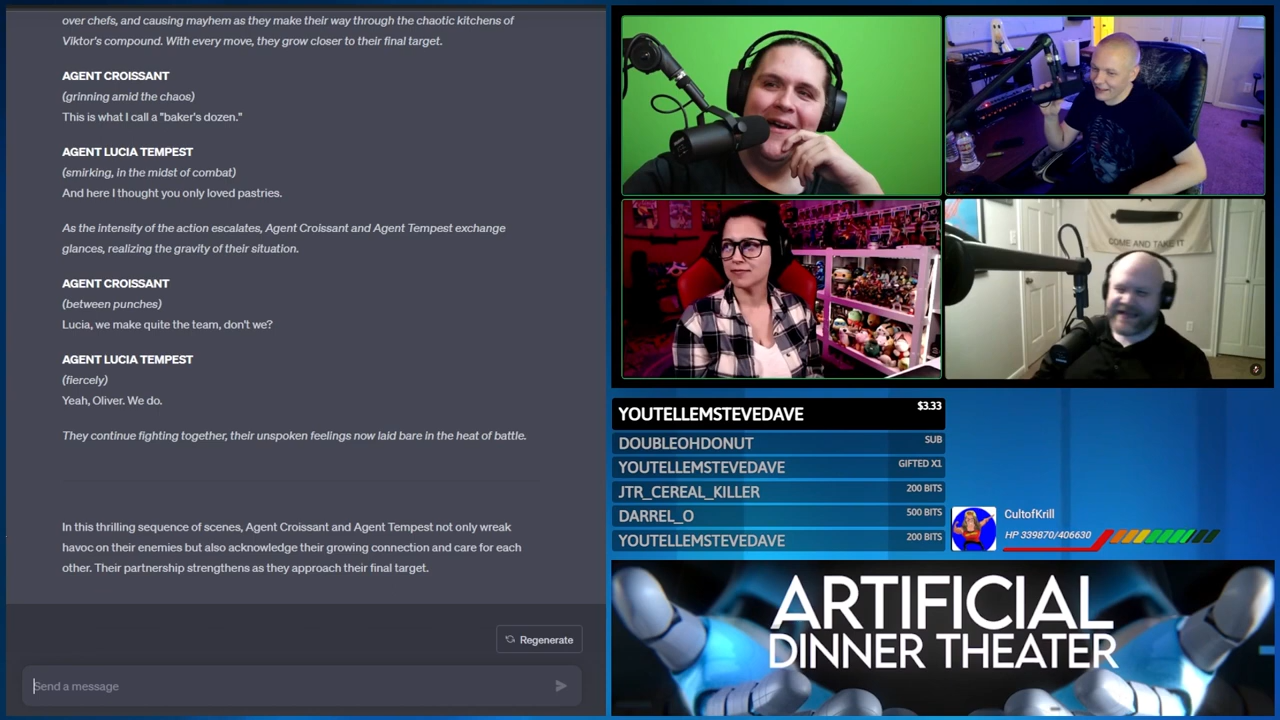 over chefs, and causing mayhem as they make their way through the chaotic kitchens of
Viktor's compound. With every move, they grow closer to their final target.
AGENT CROISSANT
(grinning amid the chaos)
This is what I call a "baker's dozen."
AGENT LUCIA TEMPEST
(smirking, in the midst of combat)
And here I thought you only loved pastries.
As the intensity of the action escalates, Agent Croissant and Agent Tempest exchange
glances, realizing the gravity of their situation.
AGENT CROISSANT
(between punches)
Lucia, we make quite the team, don't we?
AGENT LUCIA TEMPEST
(fiercely)
Yeah, Oliver. We do.
They continue fighting together, their unspoken feelings now laid bare in the heat of battle.
In this thrilling sequence of scenes, Agent Croissant and Agent Tempest not only wreak
havoc on their enemies but also acknowledge their growing connection and care for each
other. Their partnership strengthens as they approach their final target.
Regenerate
Send a message
COME AND TAKE IT
YOUTELLEMSTEVEDAVE $3.33
DOUBLEOHDONUT SUB
YOUTELLEMSTEVEDAVE GIFTED X1
JTR_CEREAL_KILLER 200 BITS
DARREL_O 500 BITS
YOUTELLEMSTEVEDAVE 200 BITS
CultofKrill
HP 339870/406630
ARTIFICIAL
DINNER THEATER